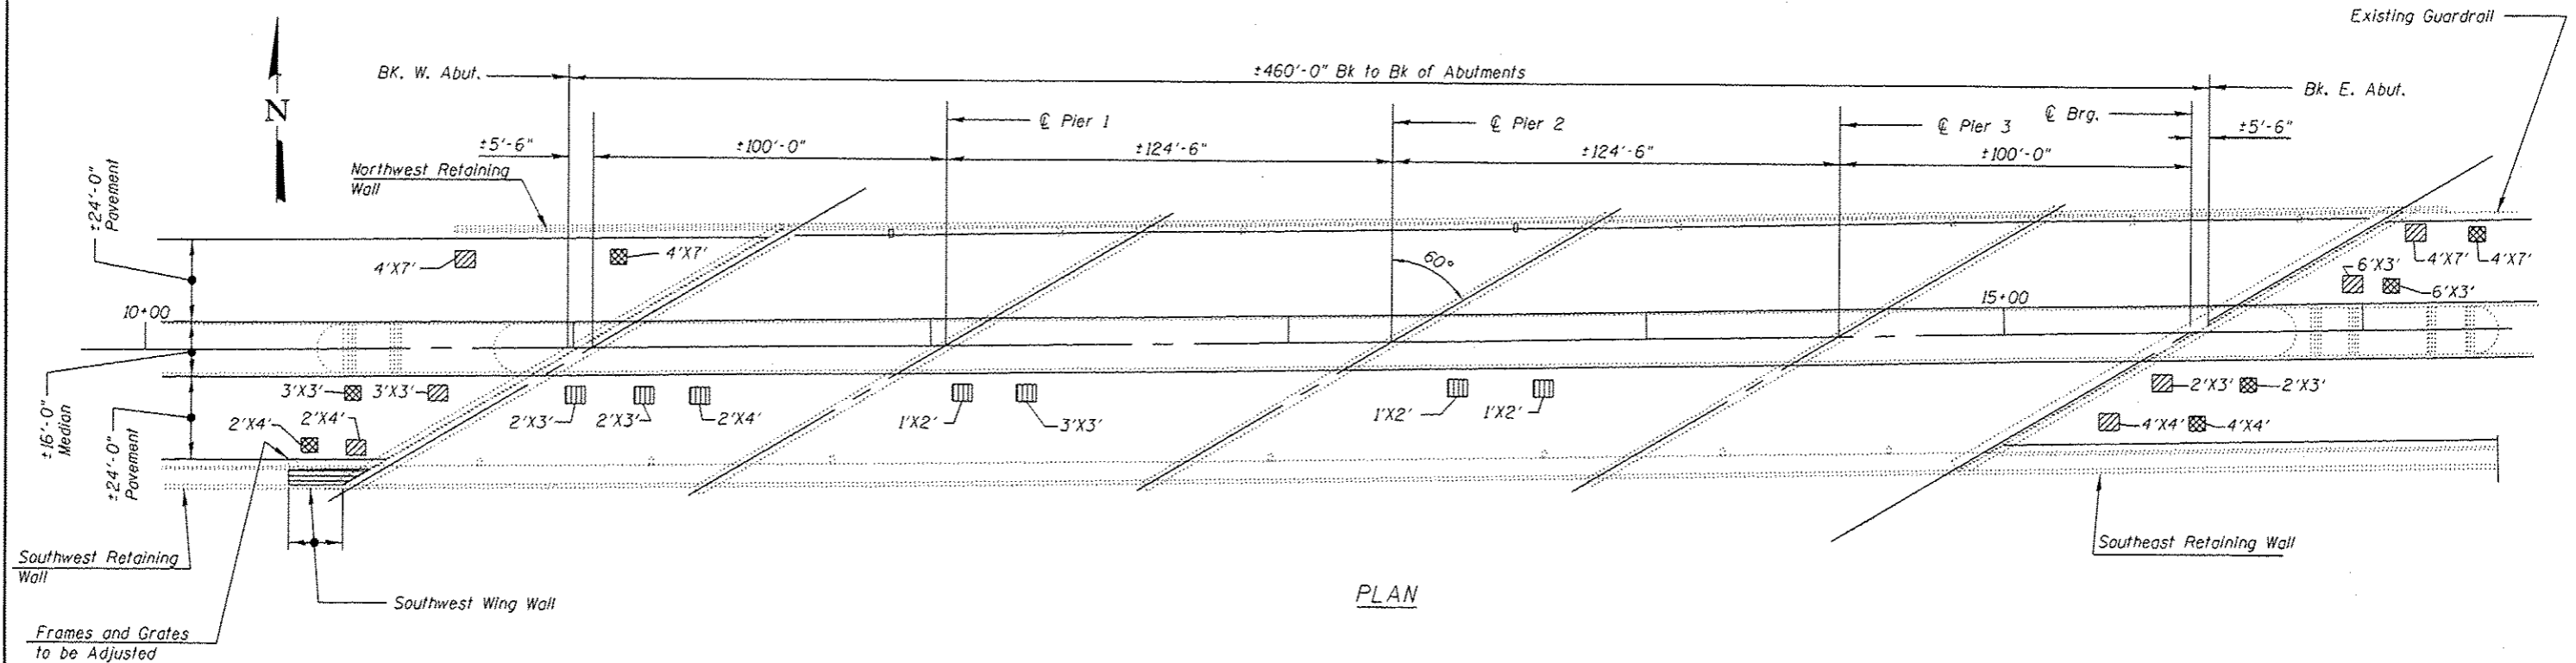 Existing Guardrail
BK. W. Abut.
±460'-0" Bk to Bk of Abutments
Bk. E. Abut.
N
℄ Pier 1
℄ Pier 2
℄ Pier 3
℄ Brg.
±5'-6"
±100'-0"
±124'-6"
±124'-6"
±100'-0"
±5'-6"
Northwest Retaining
Wall
±24'-0"
Pavement
4'X7'
4'X7'
60°
4'X7'
4'X7'
6'X3'
6'X3'
10+00
15+00
±16'-0"
Median
3'X3'
3'X3'
2'X4'
2'X4'
2'X3'
2'X3'
2'X4'
1'X2'
3'X3'
1'X2'
1'X2'
2'X3'
2'X3'
4'X4'
4'X4'
±24'-0"
Pavement
Southwest Retaining
Wall
Southwest Wing Wall
Southeast Retaining Wall
PLAN
Frames and Grates
to be Adjusted